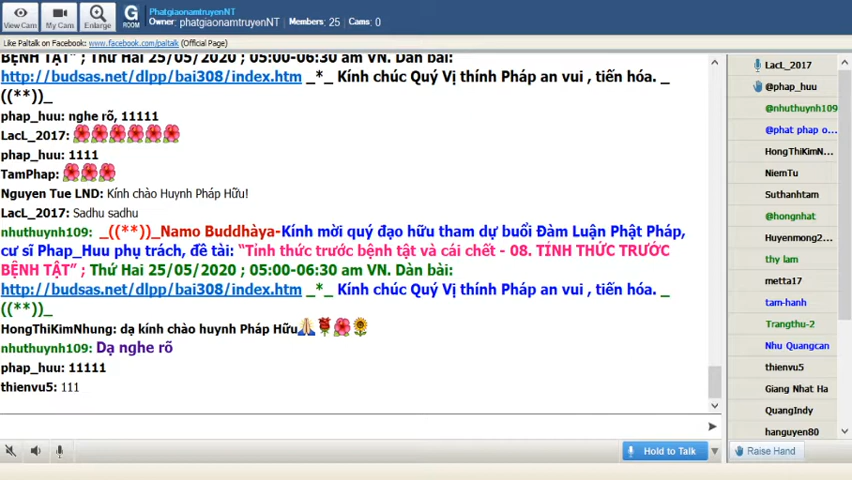 View Cam
My Cam
Enlarge
G
ROOM
PhatgiaonamtruyenNT
Owner: phatgiaonamtruyenNT Members: 25 Cams: 0
Like Paltalk on Facebook: www.facebook.com/paltalk (Official Page)
BỆNH TẬT" ; Thứ Hai 25/05/2020 ; 05:00-06:30 am VN. Dàn bài:
http://budsas.net/dlpp/bai308/index.htm _*_ Kính chúc Quý Vị thính Pháp an vui , tiến hóa. _
((**))_
phap_huu: nghe rõ, 11111
LacL_2017:
phap_huu: 1111
TamPhap:
Nguyen Tue LND: Kính chào Huynh Pháp Hữu!
LacL_2017: Sadhu sadhu
nhuthuynh109: _((**))_Namo Buddhàya-Kính mời quý đạo hữu tham dự buổi Đàm Luận Phật Pháp,
cư sĩ Phap_Huu phụ trách, đề tài: "Tỉnh thức trước bệnh tật và cái chết - 08. TỈNH THỨC TRƯỚC
BỆNH TẬT" ; Thứ Hai 25/05/2020 ; 05:00-06:30 am VN. Dàn bài:
http://budsas.net/dlpp/bai308/index.htm _*_ Kính chúc Quý Vị thính Pháp an vui , tiến hóa. _
((**))_
HongThiKimNhung: dạ kính chào huynh Pháp Hữu
nhuthuynh109: Dạ nghe rõ
phap_huu: 11111
thienvu5: 111
LacL_2017
@phap_huu
@nhuthuynh109
@phat phap o...
HongThiKimN...
NiemTu
Suthanhtam
@hongnhat
Huyenmong2...
thy lam
metta17
tam-hanh
Trangthu-2
Nhu Quangcan
thienvu5
Giang Nhat Ha
QuangIndy
hanguyen80
Hold to Talk
Raise Hand